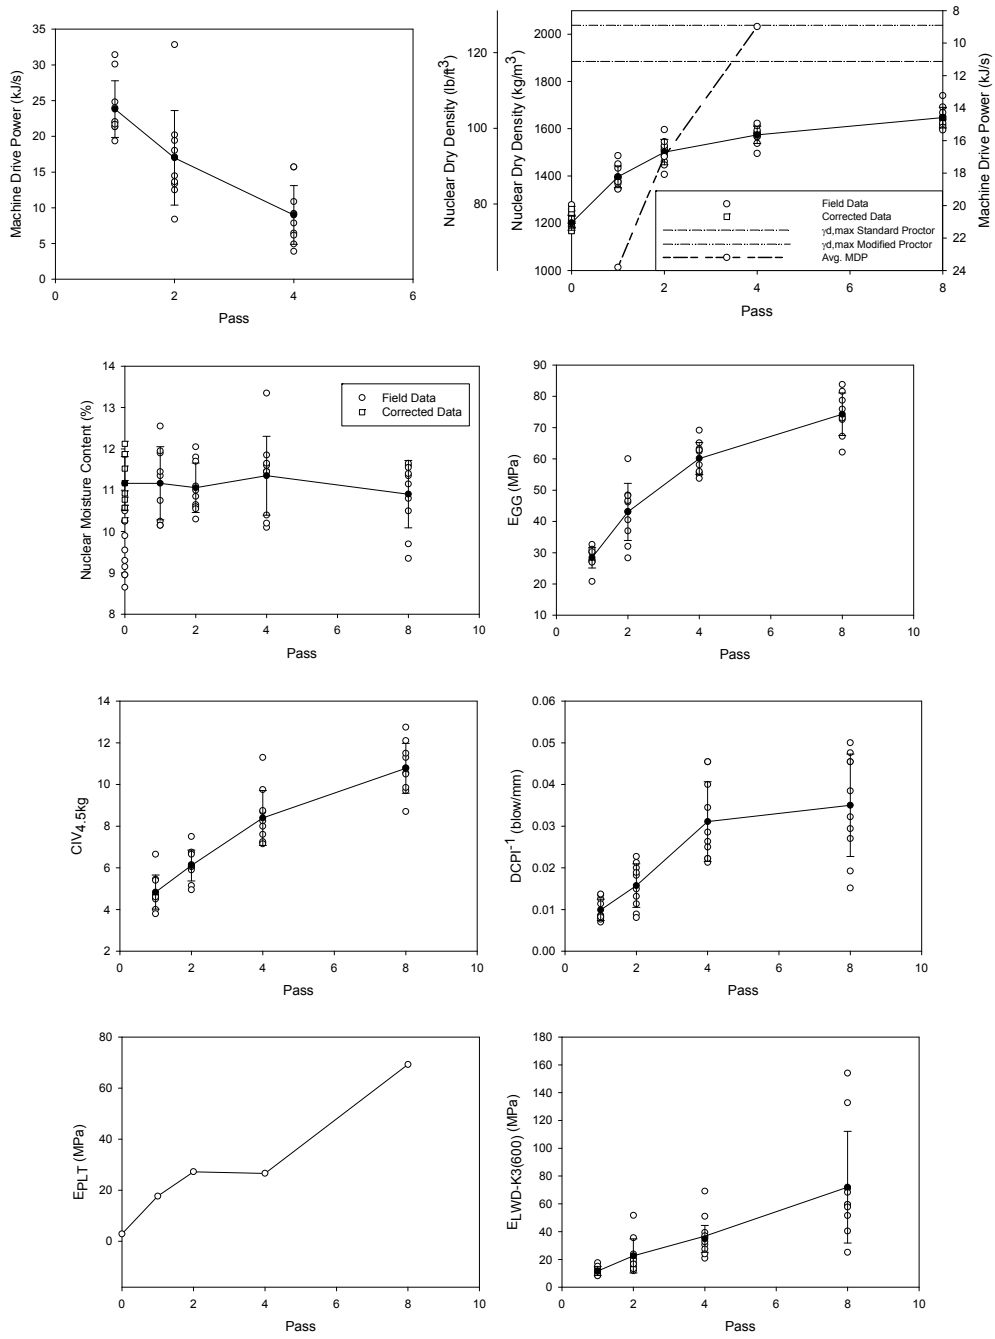 Machine Drive Power (kJ/s)
35
30
25
20
15
10
5
0
0 2 4 6
Pass
Nuclear Dry Density (lb/ft3)
120
100
80
Nuclear Dry Density (kg/m3)
2000
1800
1600
1400
1200
1000
0 2 4 6 8
Pass
Machine Drive Power (kJ/s)
8
9
11
12
14
15
17
18
20
21
22
24
Field Data
Corrected Data
γd,max Standard Proctor
γd,max Modified Proctor
Avg. MDP
Nuclear Moisture Content (%)
14
13
12
11
10
9
8
0 2 4 6 8 10
Pass
Field Data
Corrected Data
EGG (MPa)
90
80
70
60
50
40
30
20
10
0 2 4 6 8 10
Pass
CIV4.5kg
14
12
10
8
6
4
2
0 2 4 6 8 10
Pass
DCPI-1 (blow/mm)
0.06
0.05
0.04
0.03
0.02
0.01
0.00
0 2 4 6 8 10
Pass
EPLT (MPa)
80
60
40
20
0
0 2 4 6 8 10
Pass
ELWD-K3(600) (MPa)
180
160
140
120
100
80
60
40
20
0
0 2 4 6 8 10
Pass